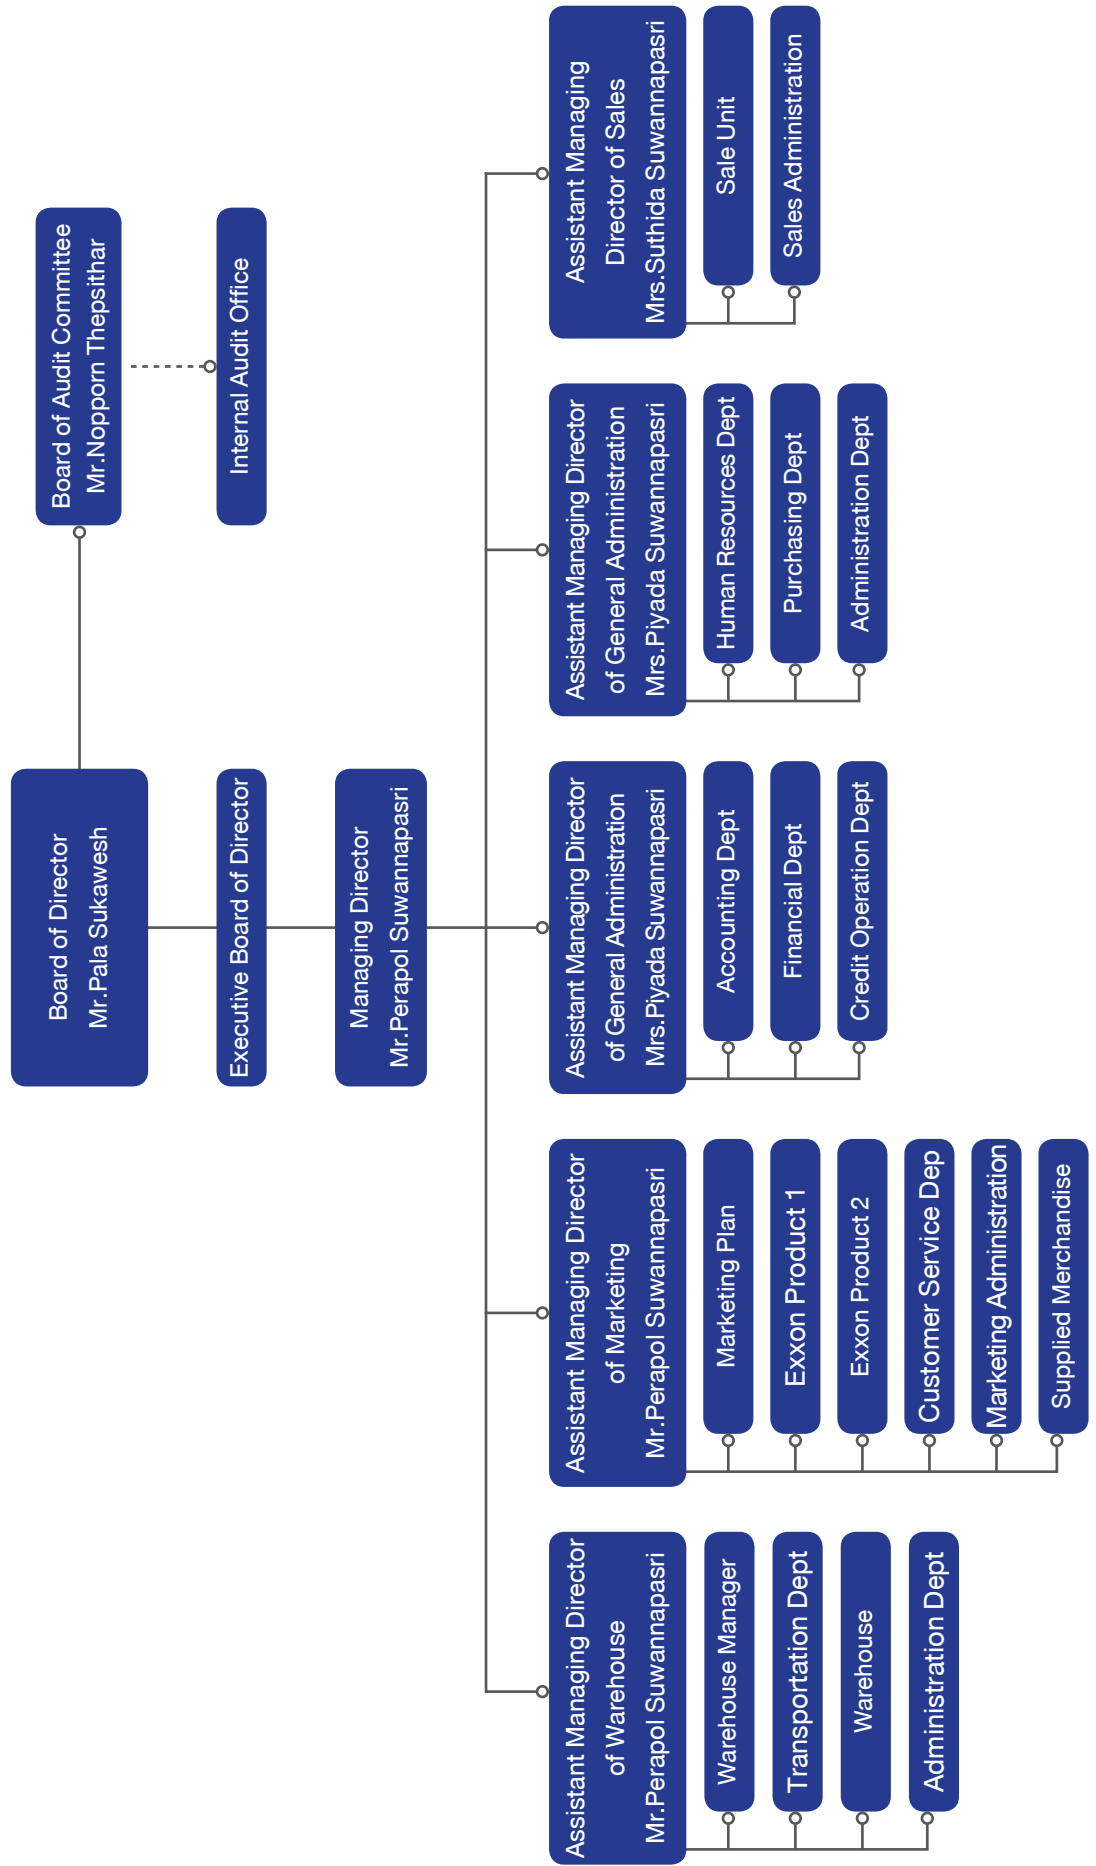 Board of Director
Mr.Pala Sukawesh
Board of Audit Committee
Mr.Nopporn Thepsithar
Executive Board of Director
Internal Audit Office
Managing Director
Mr.Perapol Suwannapasri
Assistant Managing Director
of Warehouse
Mr.Perapol Suwannapasri
Warehouse Manager
Transportation Dept
Warehouse
Administration Dept
Assistant Managing Director
of Marketing
Mr.Perapol Suwannapasri
Marketing Plan
Exxon Product 1
Exxon Product 2
Customer Service Dep
Marketing Administration
Supplied Merchandise
Assistant Managing Director
of General Administration
Mrs.Piyada Suwannapasri
Accounting Dept
Financial Dept
Credit Operation Dept
Assistant Managing Director
of General Administration
Mrs.Piyada Suwannapasri
Human Resources Dept
Purchasing Dept
Administration Dept
Assistant Managing
Director of Sales
Mrs.Suthida Suwannapasri
Sale Unit
Sales Administration